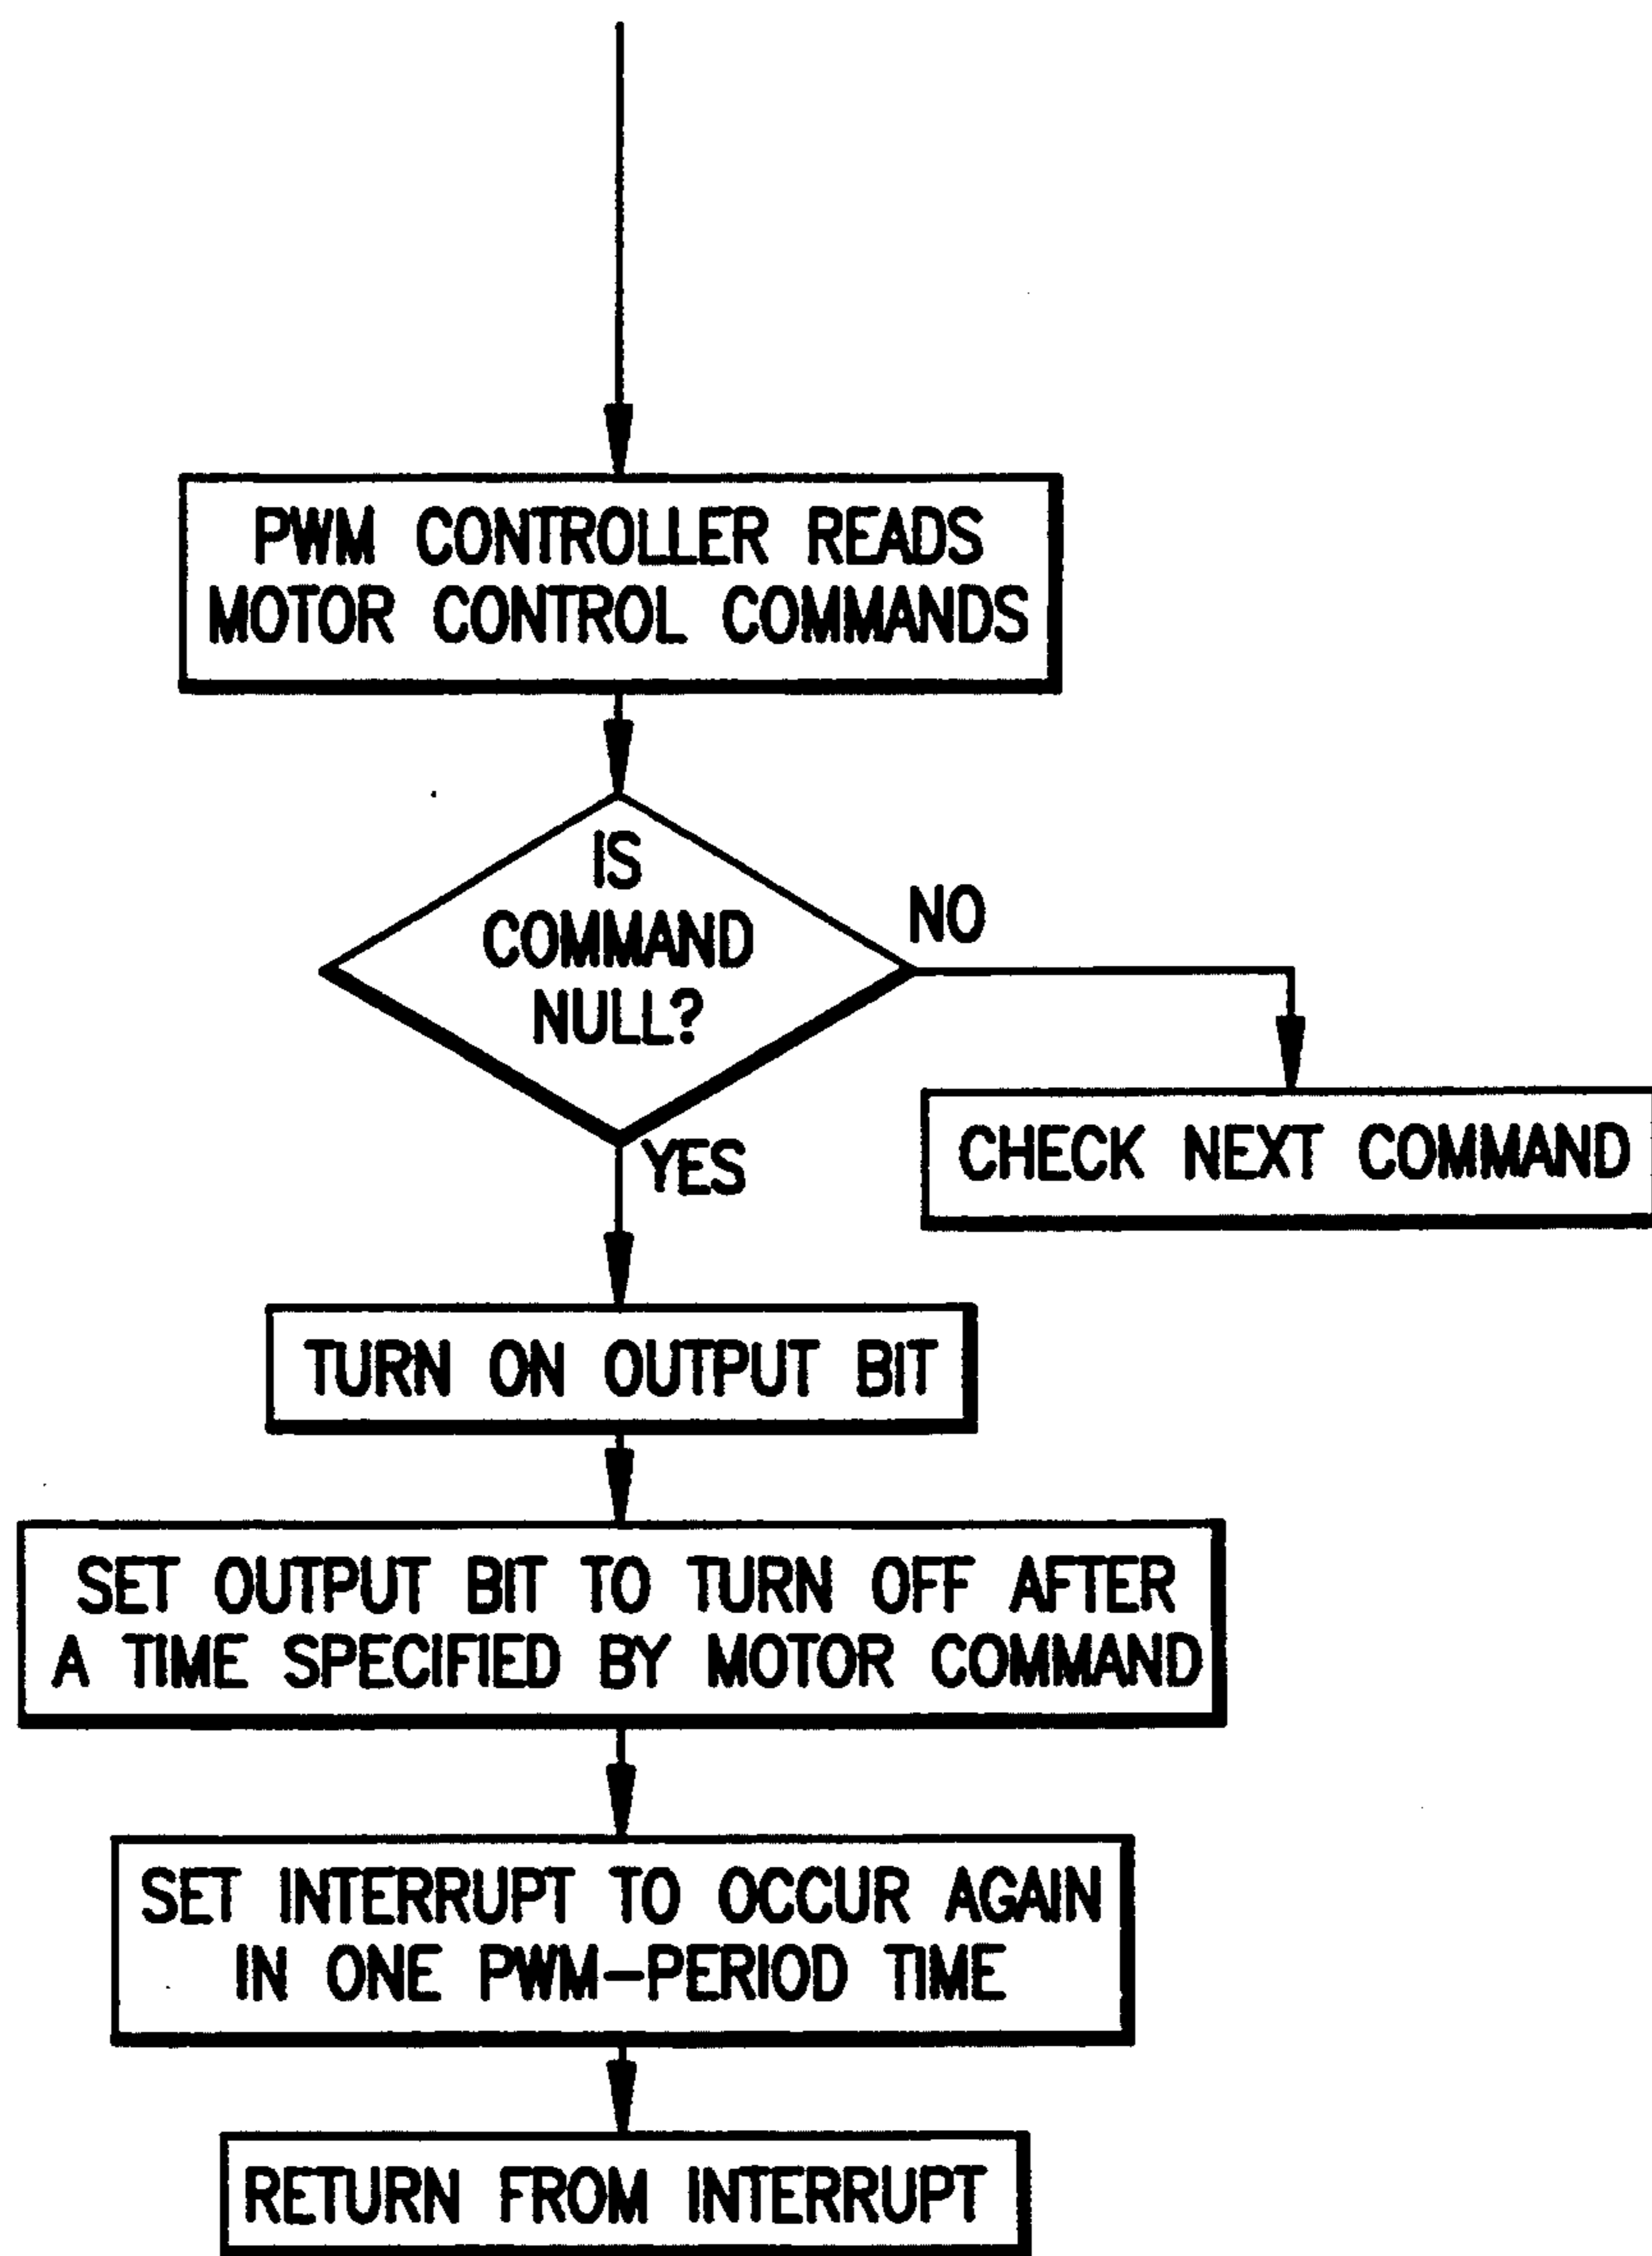 PWM CONTROLLER READS
MOTOR CONTROL COMMANDS
IS
COMMAND
NULL?
NO
CHECK NEXT COMMAND
YES
TURN ON OUTPUT BIT
SET OUTPUT BIT TO TURN OFF AFTER
A TIME SPECIFIED BY MOTOR COMMAND
SET INTERRUPT TO OCCUR AGAIN
IN ONE PWM-PERIOD TIME
RETURN FROM INTERRUPT